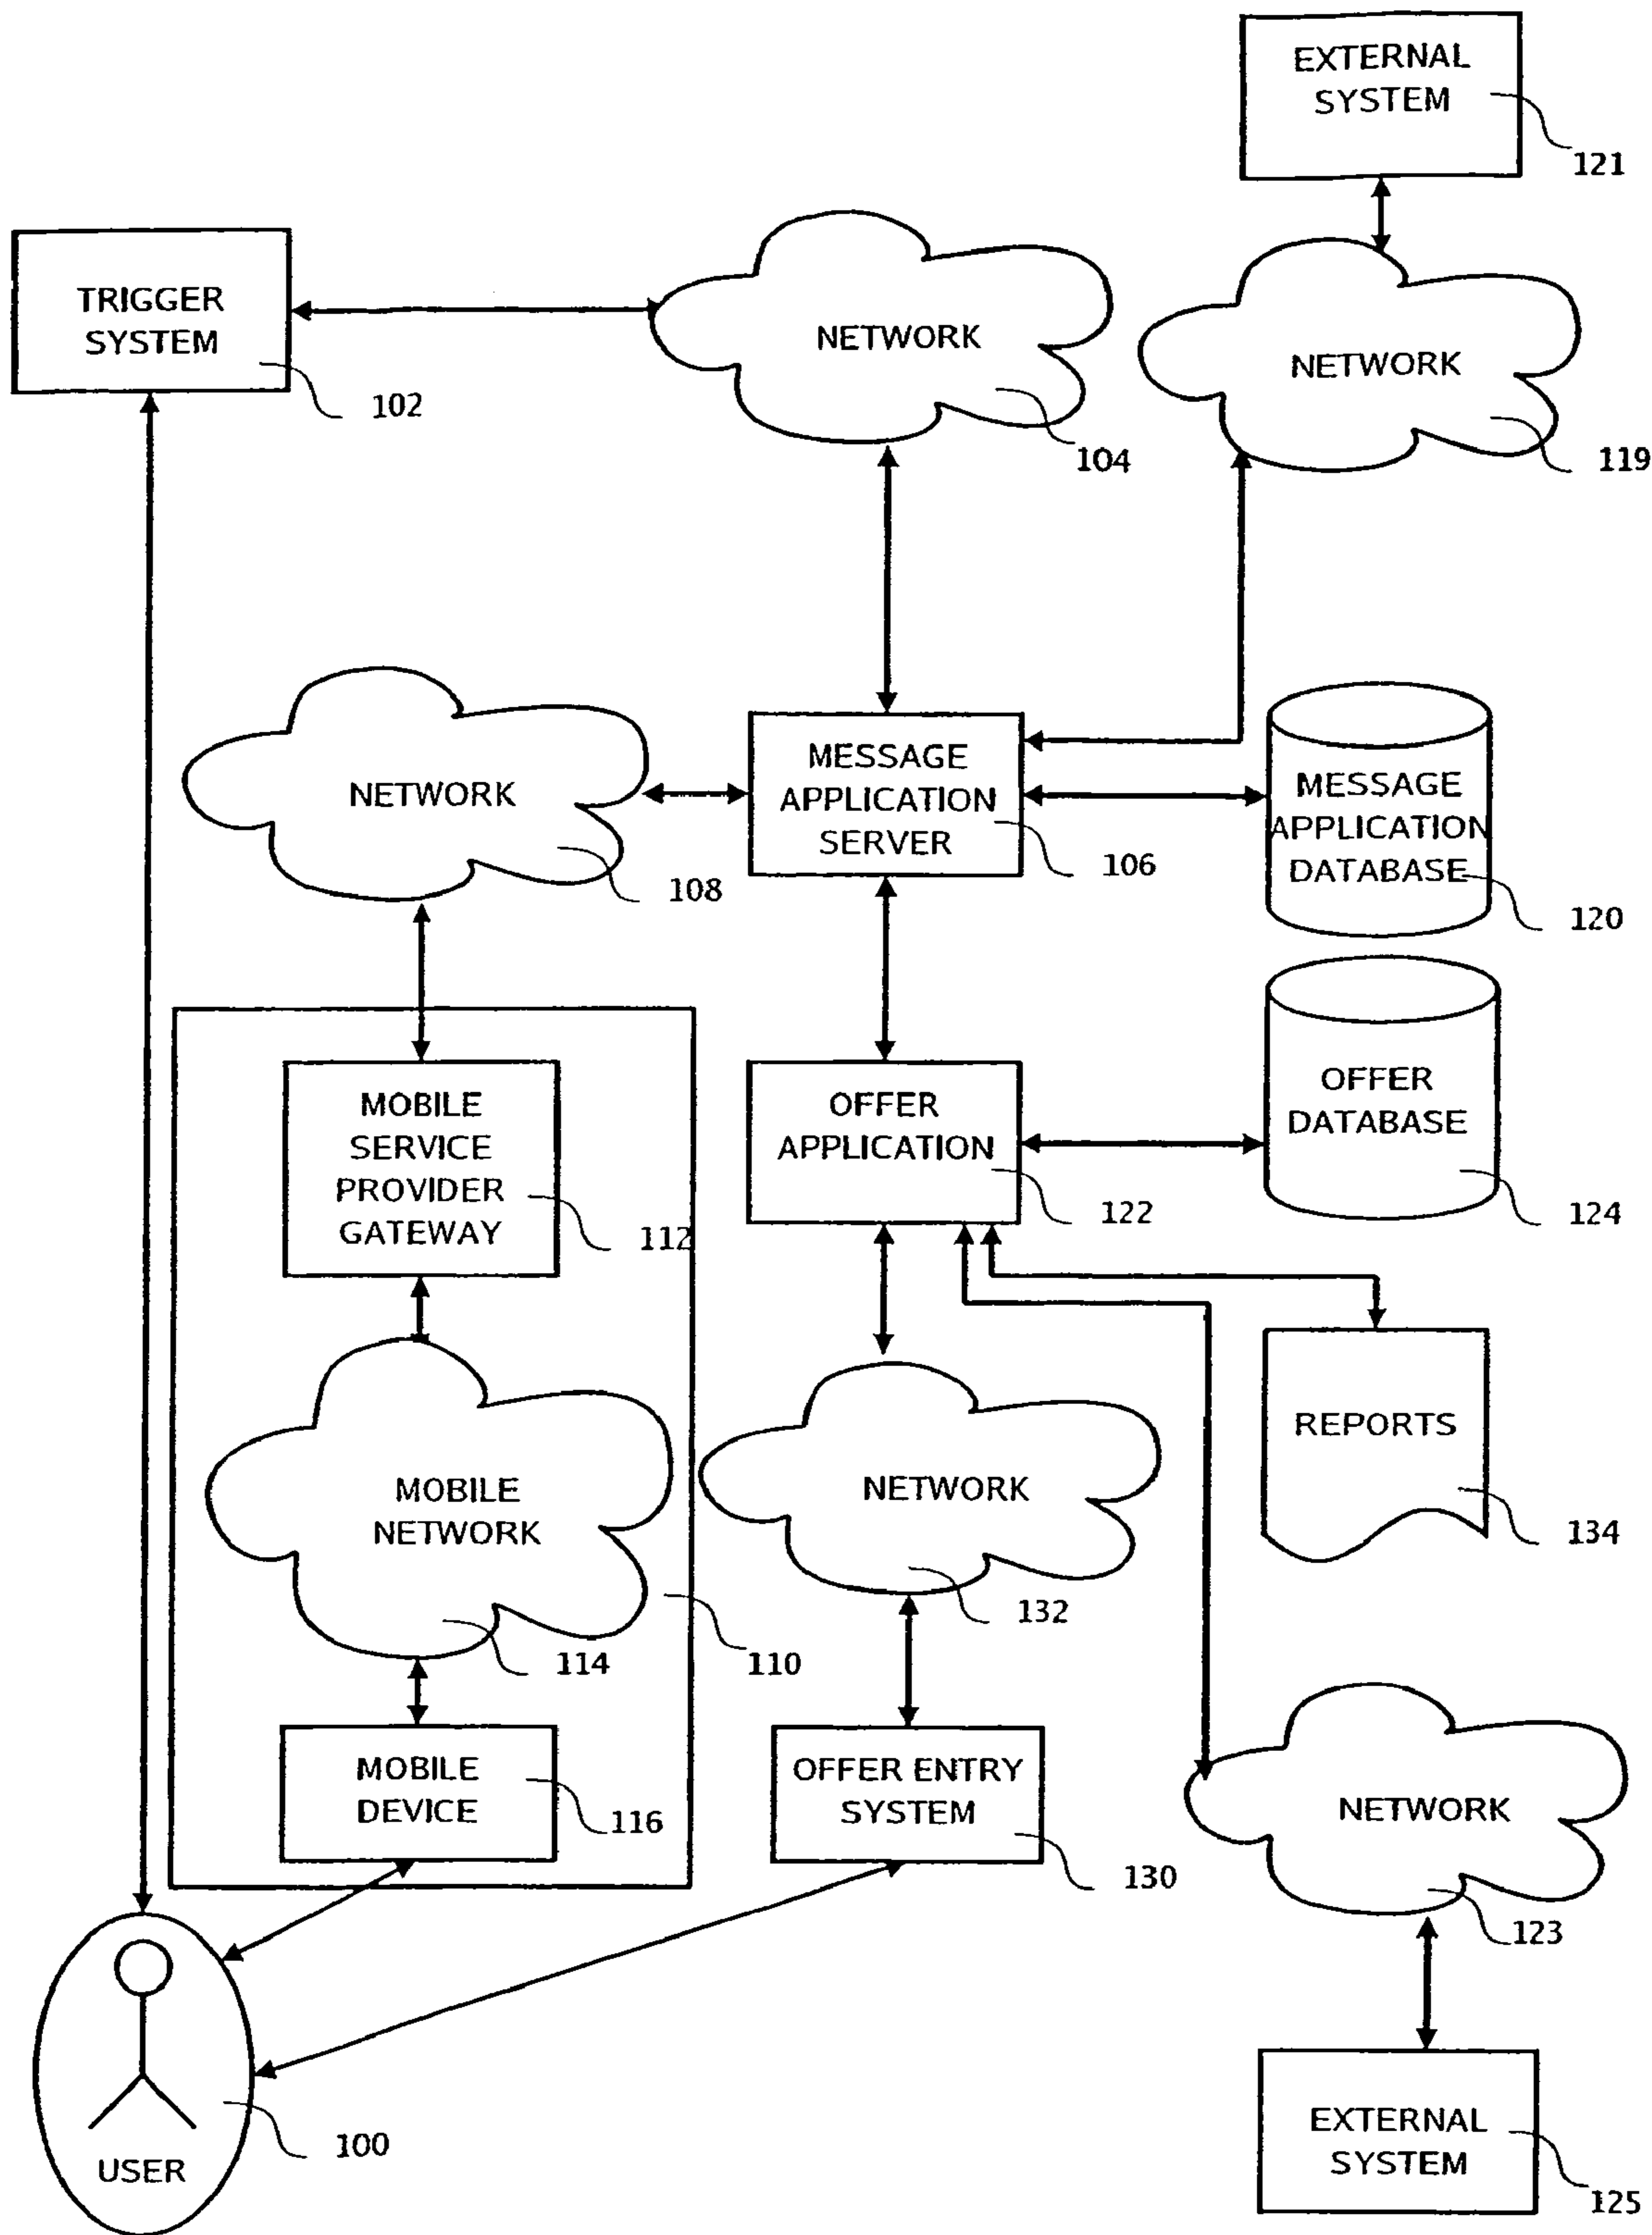 EXTERNAL
SYSTEM
121
TRIGGER
SYSTEM
102
NETWORK
104
NETWORK
119
NETWORK
108
MESSAGE
APPLICATION
SERVER
106
MESSAGE
APPLICATION
DATABASE
120
MOBILE
SERVICE
PROVIDER
GATEWAY
112
OFFER
APPLICATION
122
OFFER
DATABASE
124
MOBILE
NETWORK
114
110
NETWORK
132
REPORTS
134
MOBILE
DEVICE
116
OFFER ENTRY
SYSTEM
130
NETWORK
123
USER
100
EXTERNAL
SYSTEM
125